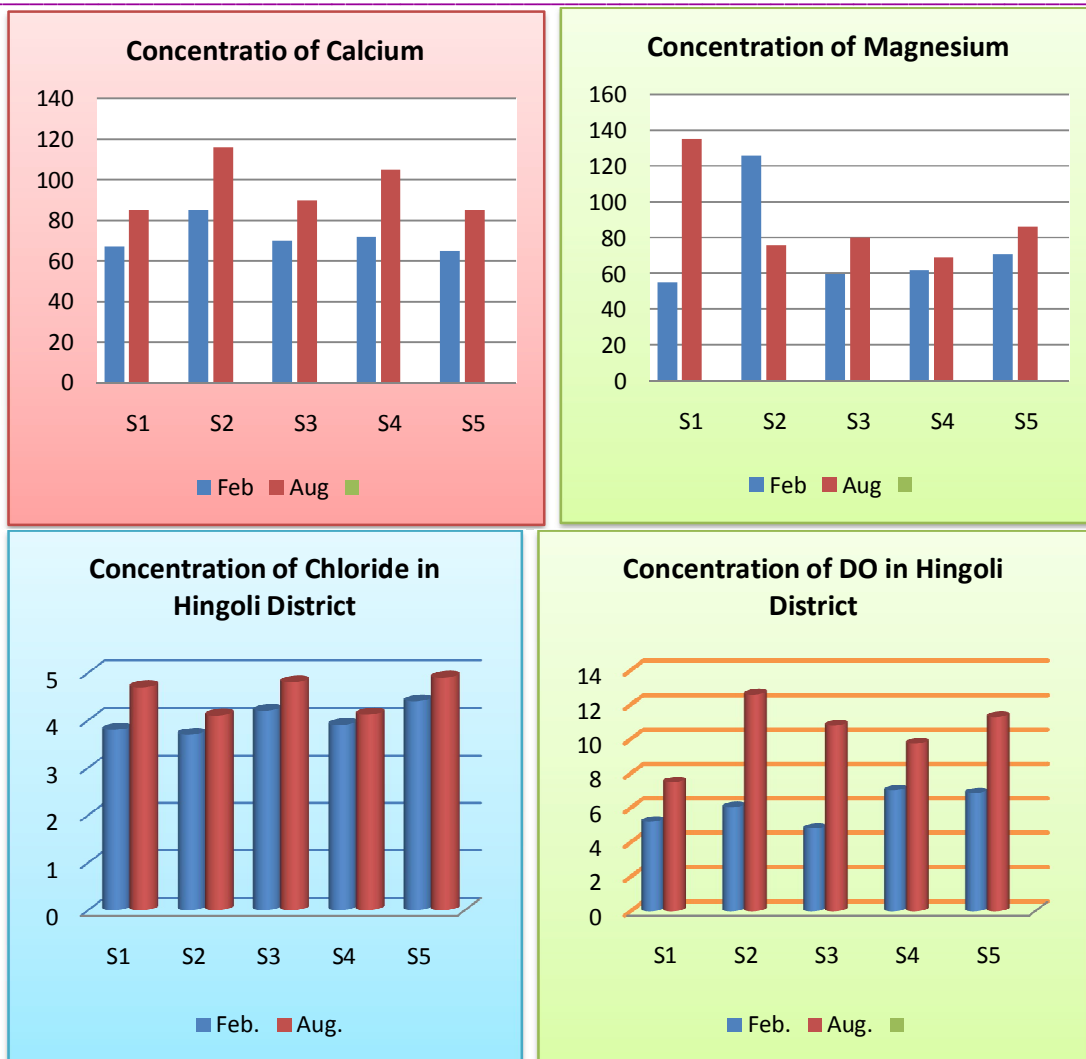 Concentratio of Calcium
140
120
100
80
60
40
20
0
S1 S2 S3 S4 S5
Feb Aug
Concentration of Magnesium
160
140
120
100
80
60
40
20
0
S1 S2 S3 S4 S5
Feb Aug
Concentration of Chloride in
Hingoli District
5
4
3
2
1
0
S1 S2 S3 S4 S5
Feb. Aug.
Concentration of DO in Hingoli
District
14
12
10
8
6
4
2
0
S1 S2 S3 S4 S5
Feb. Aug.